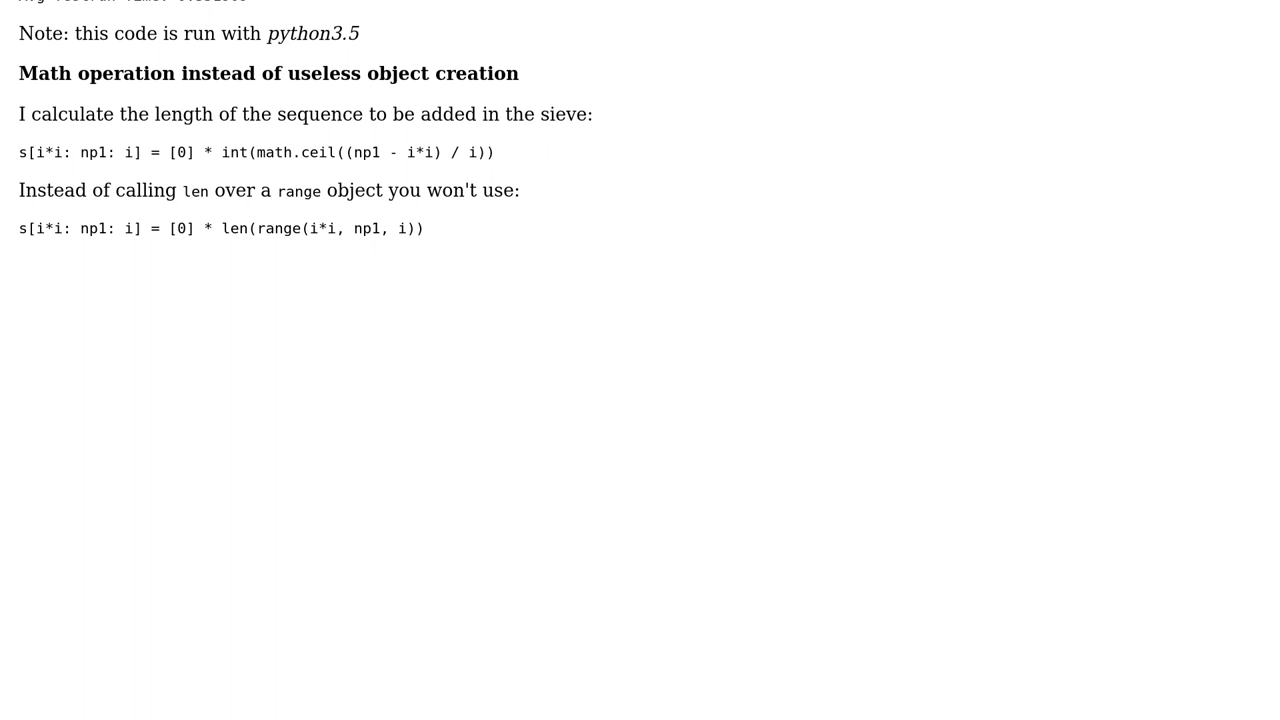 Note: this code is run with python3.5
Math operation instead of useless object creation
I calculate the length of the sequence to be added in the sieve:
s[i*i: np1: i] = [0] * int(math.ceil((np1 - i*i) / i))
Instead of calling len over a range object you won't use:
s[i*i: np1: i] = [0] * len(range(i*i, np1, i))